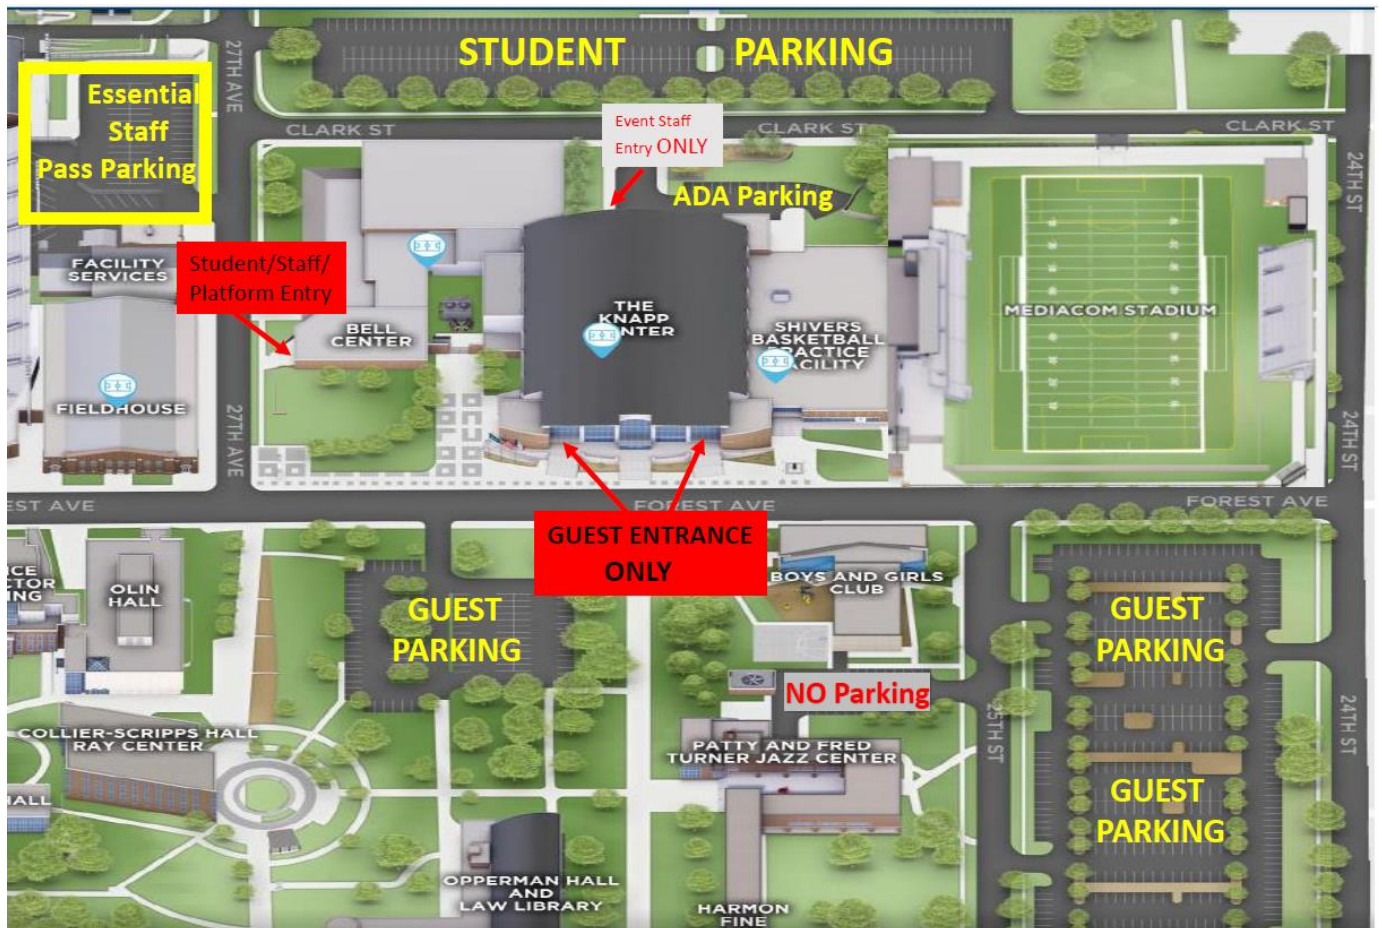 STUDENT PARKING
27TH AVE
Essential
Staff
Pass Parking
CLARK ST
Event Staff
Entry ONLY
CLARK ST
CLARK ST
24TH ST
ADA Parking
FACILITY
SERVICES
Student/Staff/
Platform Entry
BELL
CENTER
THE
KNAPP
SHIVERS
BASKETBALL
MEDIACOM STADIUM
FIELDHOUSE
27TH AVE
24TH ST
EST AVE
FOREST AVE
FOREST AVE
GUEST ENTRANCE
ONLY
OLIN
HALL
GUEST
PARKING
BOYS AND GIRLS
CLUB
GUEST
PARKING
NO Parking
COLLIER-SCRIPPS HALL
RAY CENTER
PATTY AND FRED
TURNER JAZZ CENTER
25TH ST
24TH ST
HALL
GUEST
PARKING
OPPERMAN HALL
AND
LAW LIBRARY
HARMON
FINE